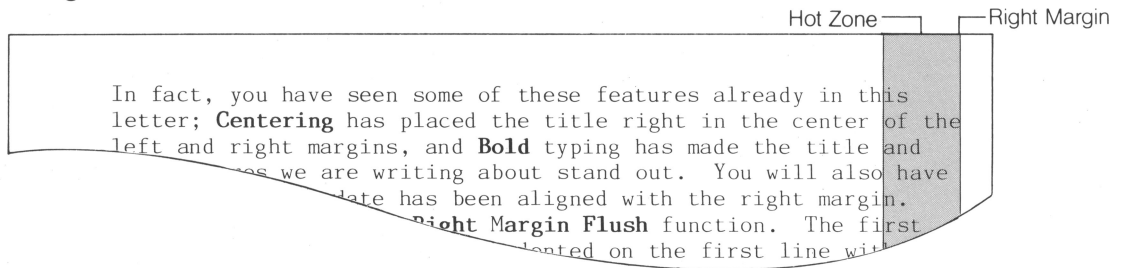 Hot Zone Right Margin
In fact, you have seen some of these features already in this
letter; Centering has placed the title right in the center of the
left and right margins, and Bold typing has made the title and
we are writing about stand out. You will also have
has been aligned with the right margin.
Right Margin Flush function. The first
on the first line